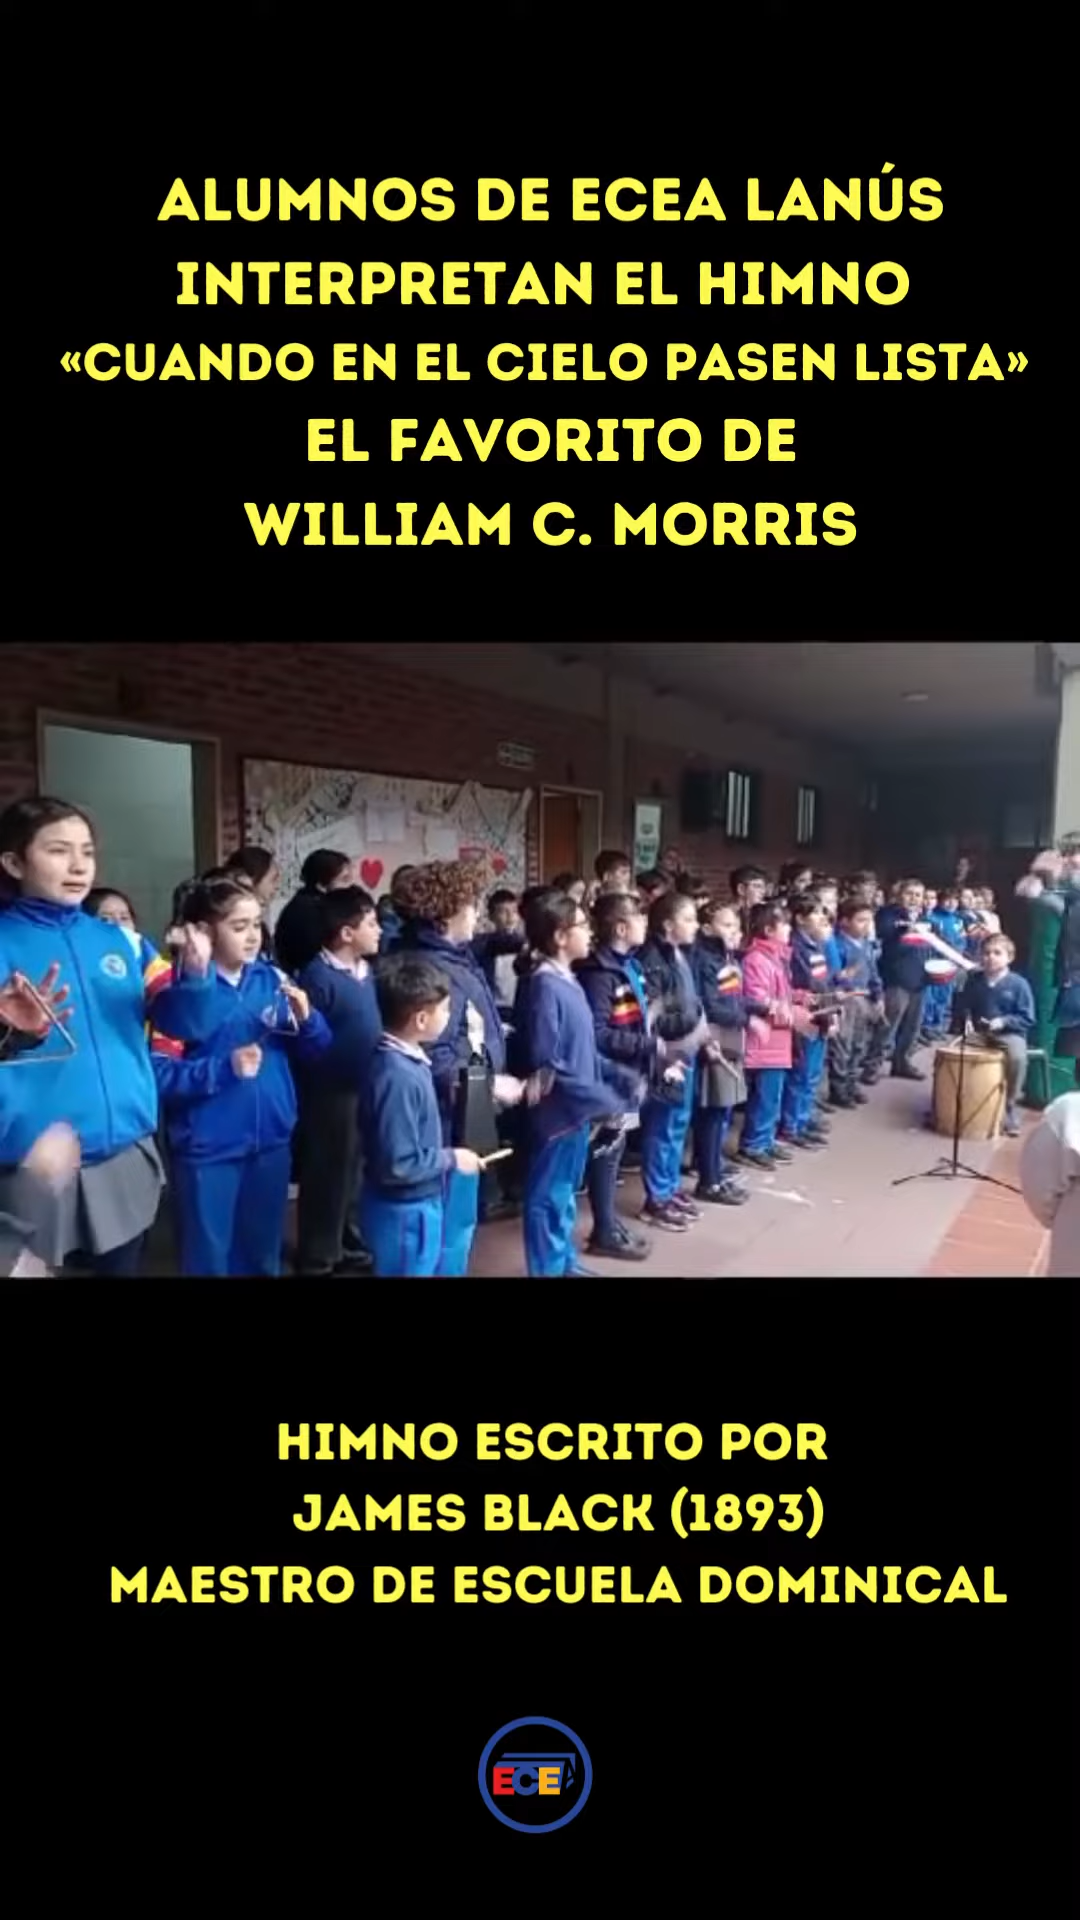 ALUMNOS DE ECEA LANÚS
INTERPRETAN EL HIMNO
«CUANDO EN EL CIELO PASEN LISTA»
EL FAVORITO DE
WILLIAM C. MORRIS
HIMNO ESCRITO POR
JAMES BLACK (1893)
MAESTRO DE ESCUELA DOMINICAL
ECEA